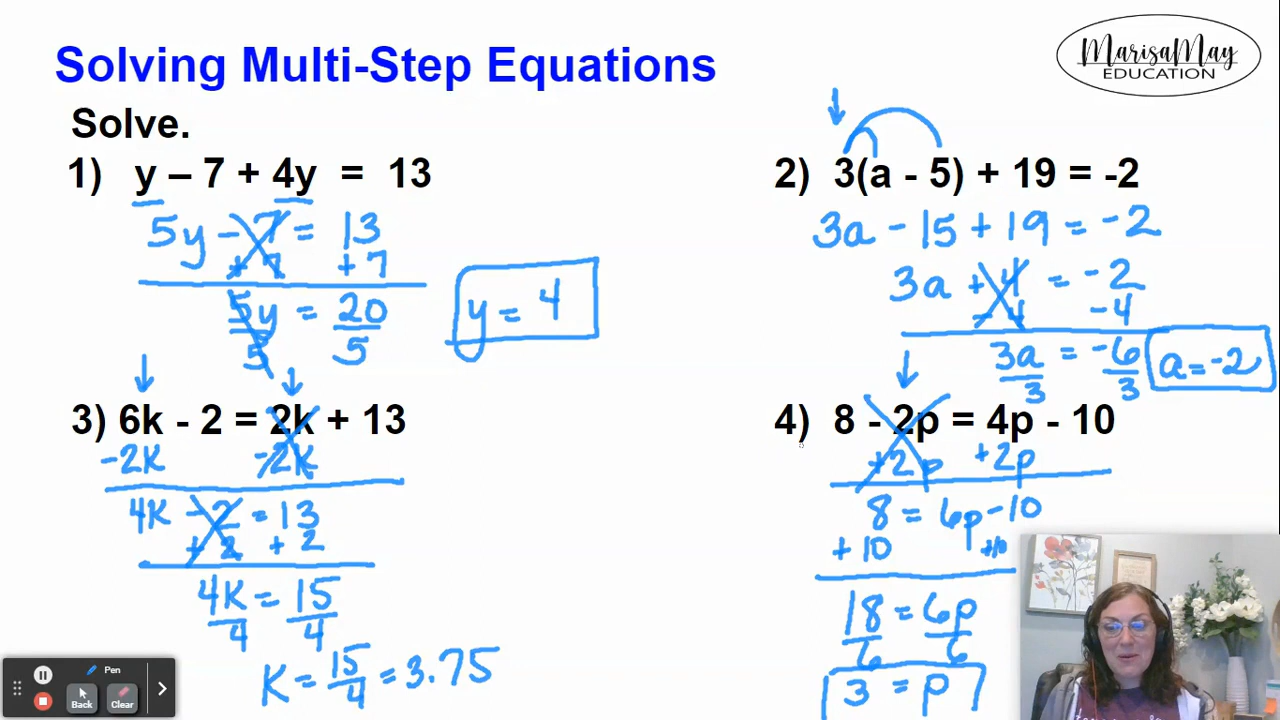 Solving Multi-Step Equations
MarisaMay
EDUCATION
Solve.
1) y – 7 + 4y = 13
5y - 7 = 13
+ 7 +7
5y = 20
5 5
y = 4
2) 3(a - 5) + 19 = -2
3a - 15 + 19 = -2
3a + 4 = -2
- 4 -4
3a = -6
3 3
a = -2
3) 6k - 2 = 2k + 13
-2k -2k
4k - 2 = 13
+ 2 + 2
4k = 15
4 4
k = 15/4 = 3.75
4) 8 - 2p = 4p - 10
+2p +2p
8 = 6p - 10
+ 10 +10
18 = 6p
6 6
3 = p
Pen
Back
Clear